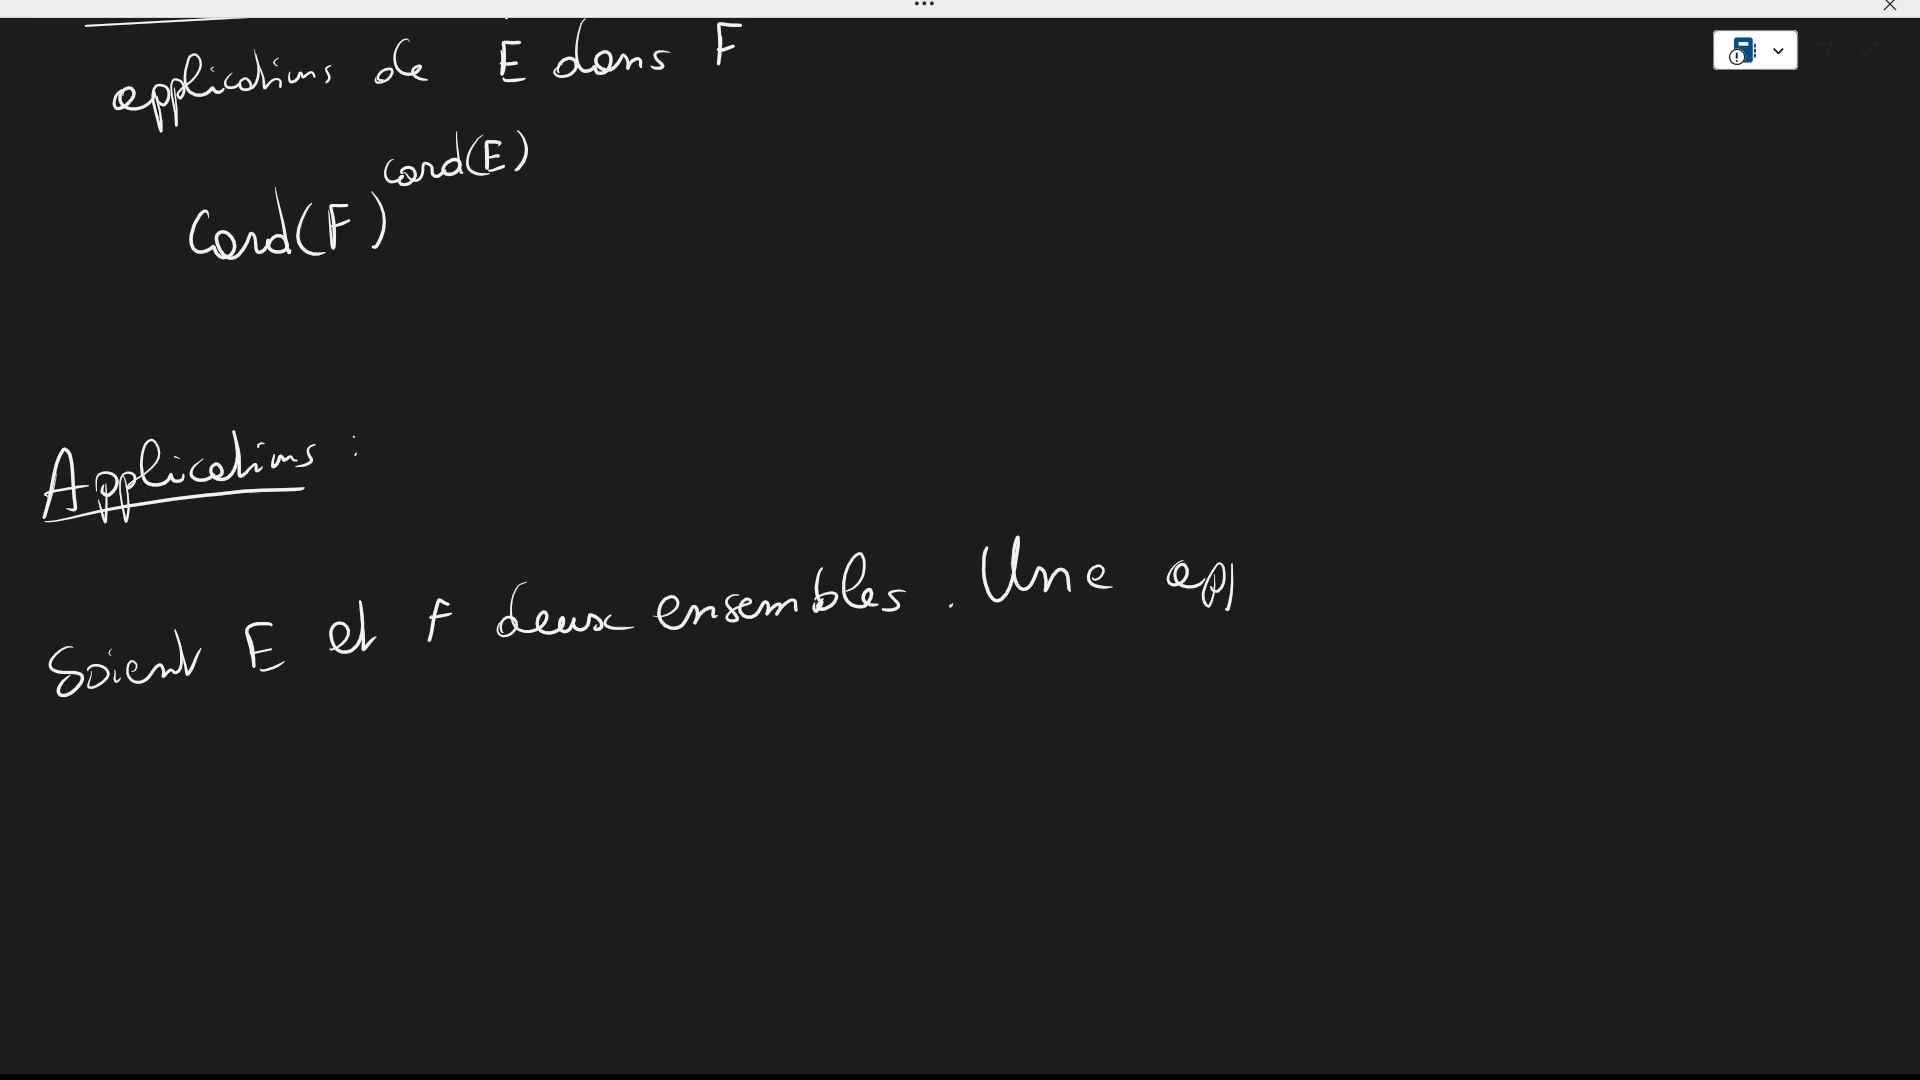 applications de E dans F
Card(F)^card(E)
Applications :
Soient E et F deux ensembles. Une app